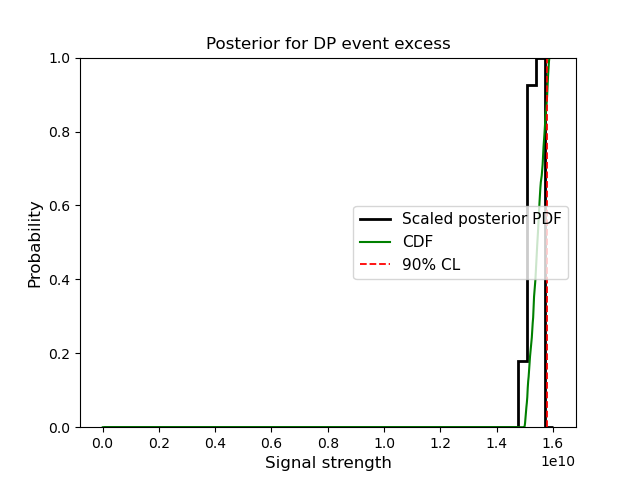 Posterior for DP event excess
1.0
0.8
0.6
0.4
0.2
0.0
Probability
Scaled posterior PDF
CDF
90% CL
0.0 0.2 0.4 0.6 0.8 1.0 1.2 1.4 1.6
1e10
Signal strength